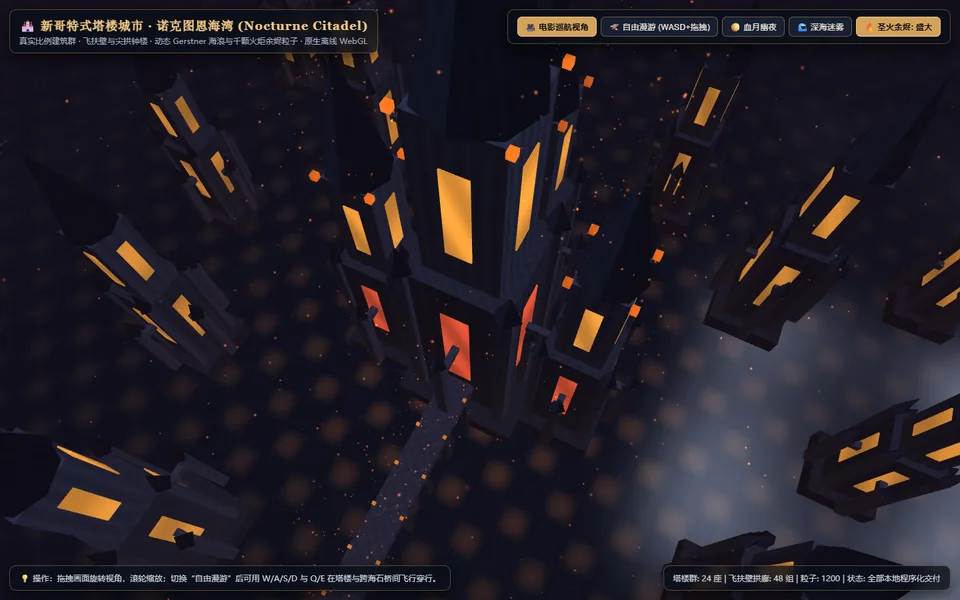 🏰 新哥特式塔楼城市 · 诺克图恩海湾 (Nocturne Citadel)
真实比例建筑群 · 飞扶壁与尖拱钟楼 · 动态 Gerstner 海浪与千颗火炬余烬粒子 · 原生离线 WebGL
🎥 电影巡航视角
🦅 自由漫游 (WASD+拖拽)
🌕 血月幽夜
🌊 深海迷雾
🔥 圣火余烬: 盛大
💡 操作：拖拽画面旋转视角，滚轮缩放；切换 "自由漫游" 后可用 W/A/S/D 与 Q/E 在塔楼与跨海石桥间飞行穿行。
塔楼群: 24 座 | 飞扶壁拱廊: 48 组 | 粒子: 1200 | 状态: 全部本地程序化交付